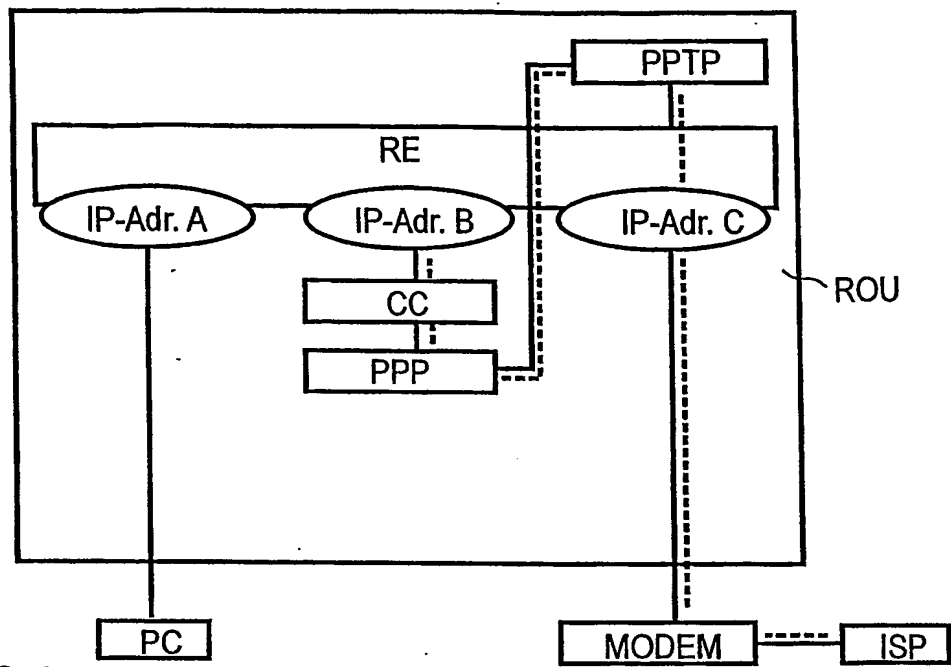 PPTP
RE
IP-Adr. A
IP-Adr. B
IP-Adr. C
CC
ROU
PPP
PC
MODEM
ISP